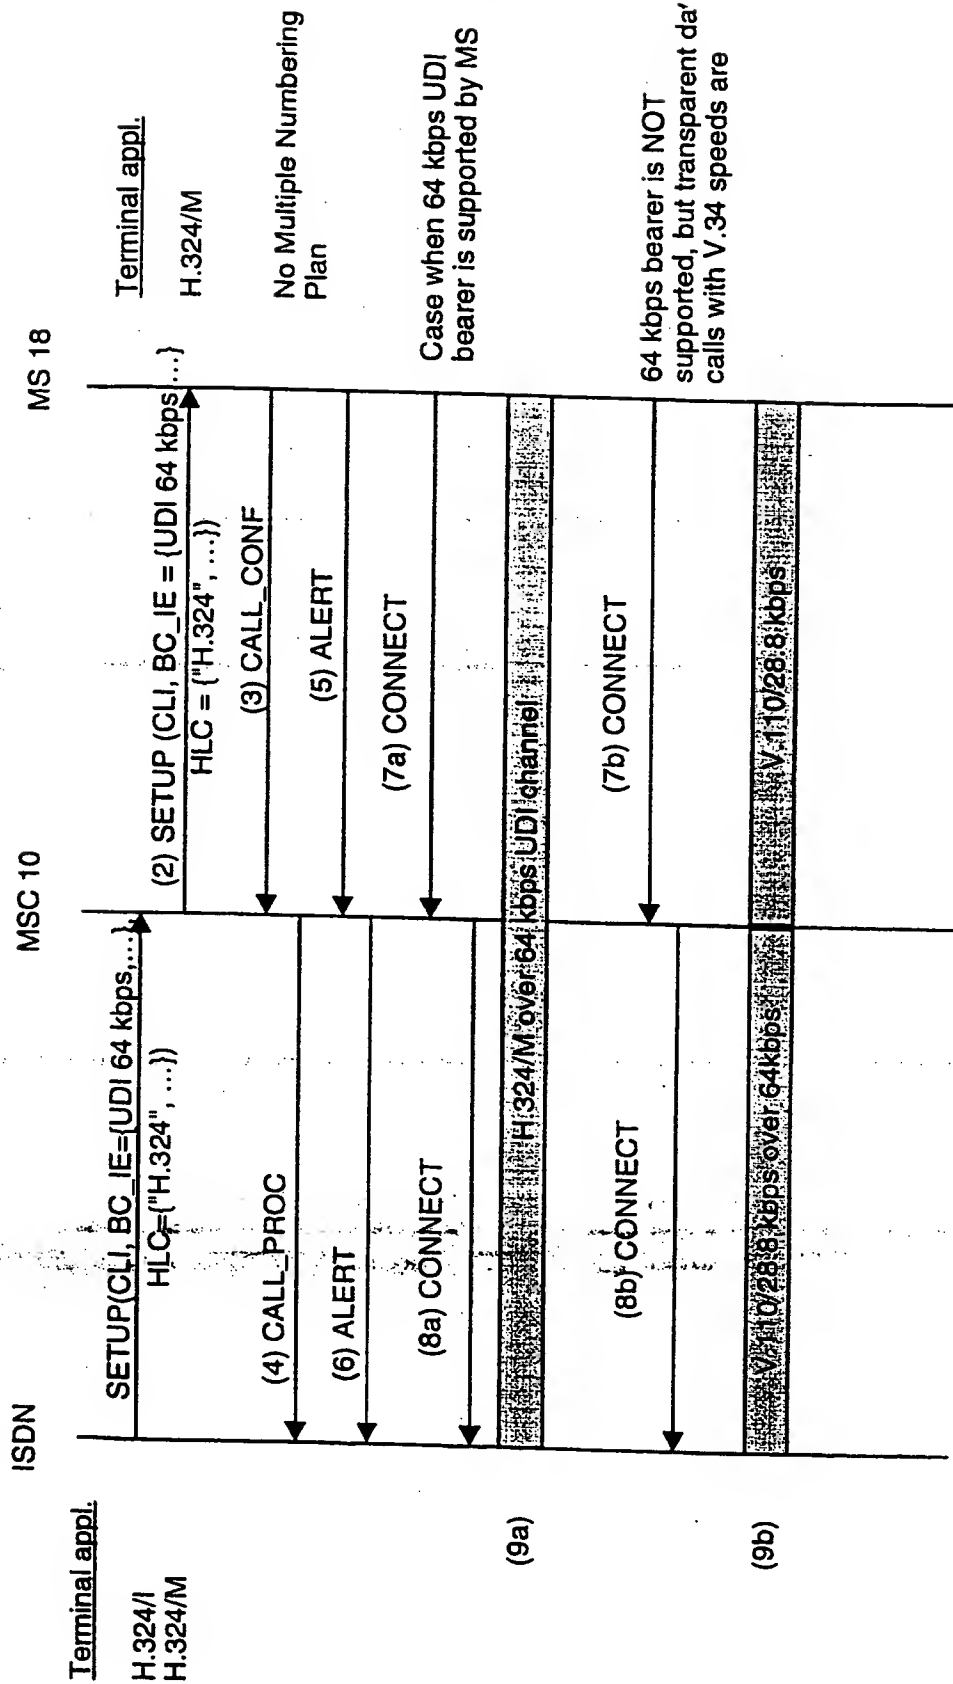 ISDN
MSC 10
MS 18
Terminal appl.
H.324/I
H.324/M
Terminal appl.
H.324/M
SETUP(CLI, BC_IE={UDI 64 kbps,...},
HLC={"H.324", ...})
(2) SETUP (CLI, BC_IE = {UDI 64 kbps, ...}
HLC = {"H.324", ...})
(3) CALL_CONF
No Multiple Numbering
Plan
(4) CALL_PROC
(5) ALERT
(6) ALERT
(7a) CONNECT
Case when 64 kbps UDI
bearer is supported by MS
(8a) CONNECT
(9a)
H.324/M over 64 kbps UDI channel
(7b) CONNECT
64 kbps bearer is NOT
supported, but transparent da
calls with V.34 speeds are
(8b) CONNECT
(9b)
V.110/28.8 kbps over 64kbps
V.110/28.8 kbps